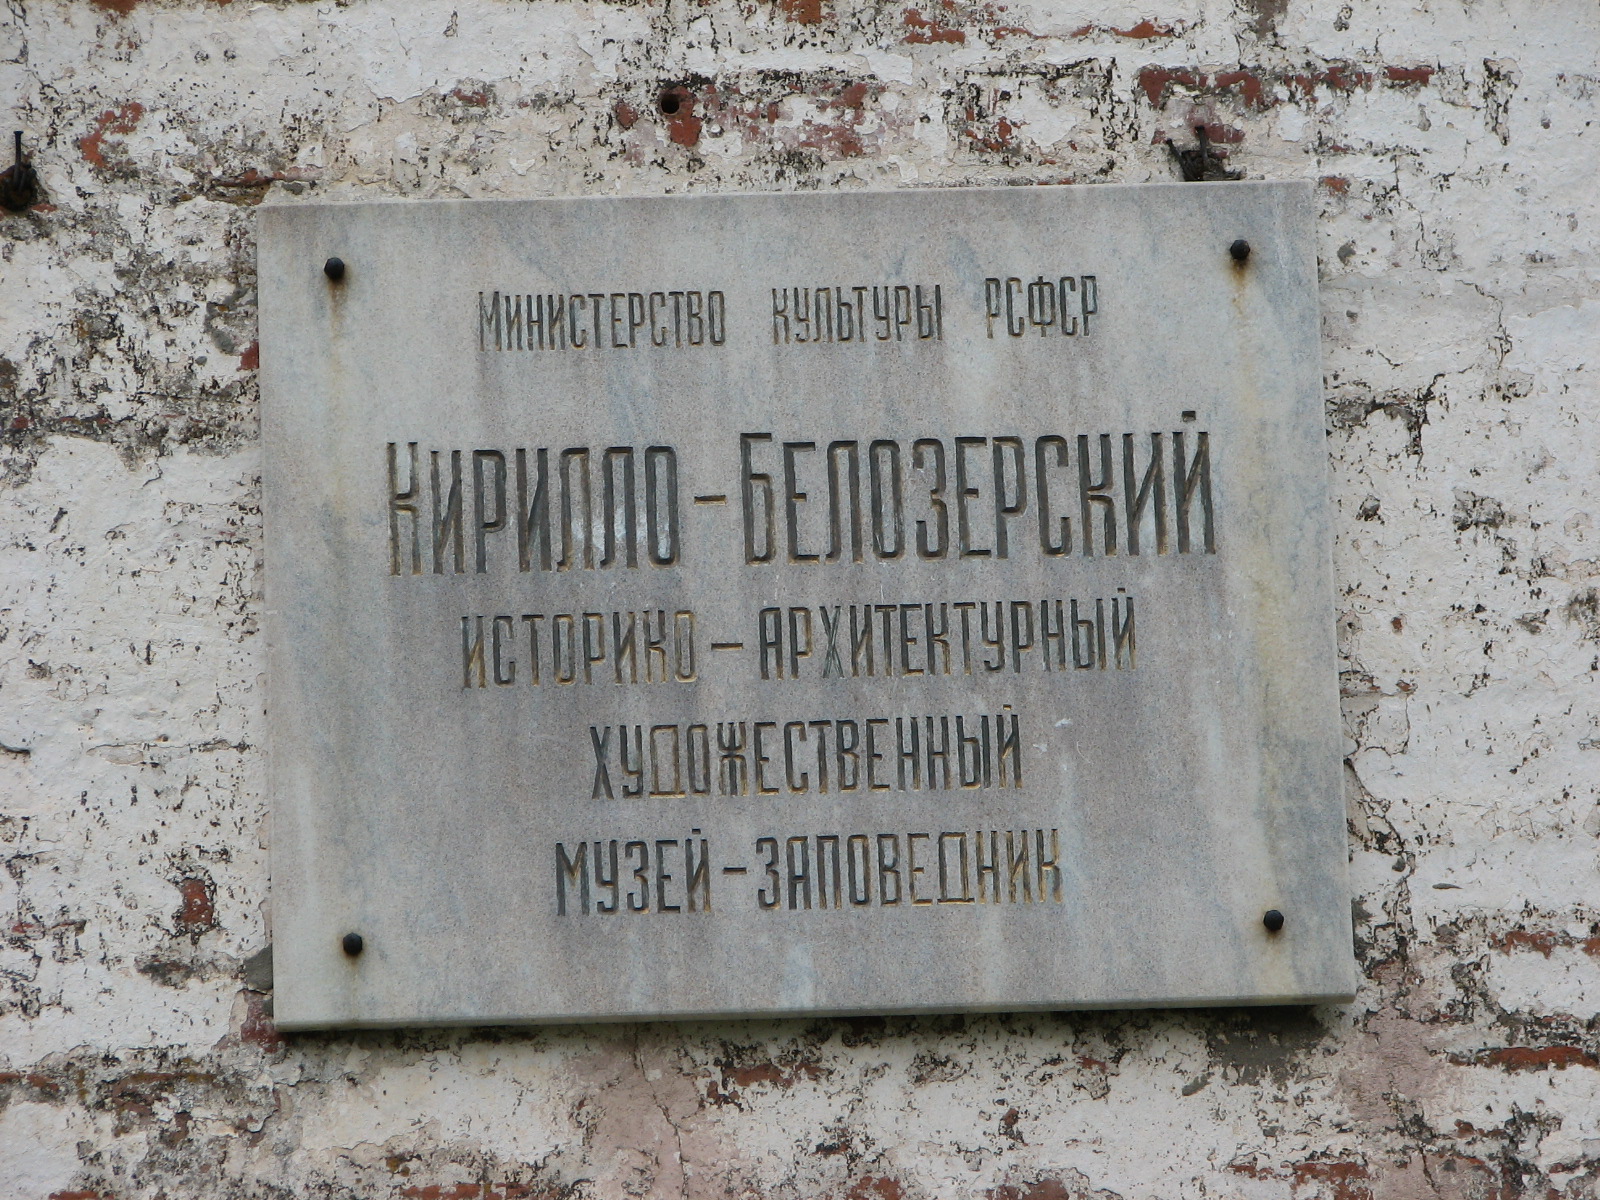 Министерство культуры РСФСР
Кирилло-Белозерский
историко-архитектурный
художественный
музей-заповедник